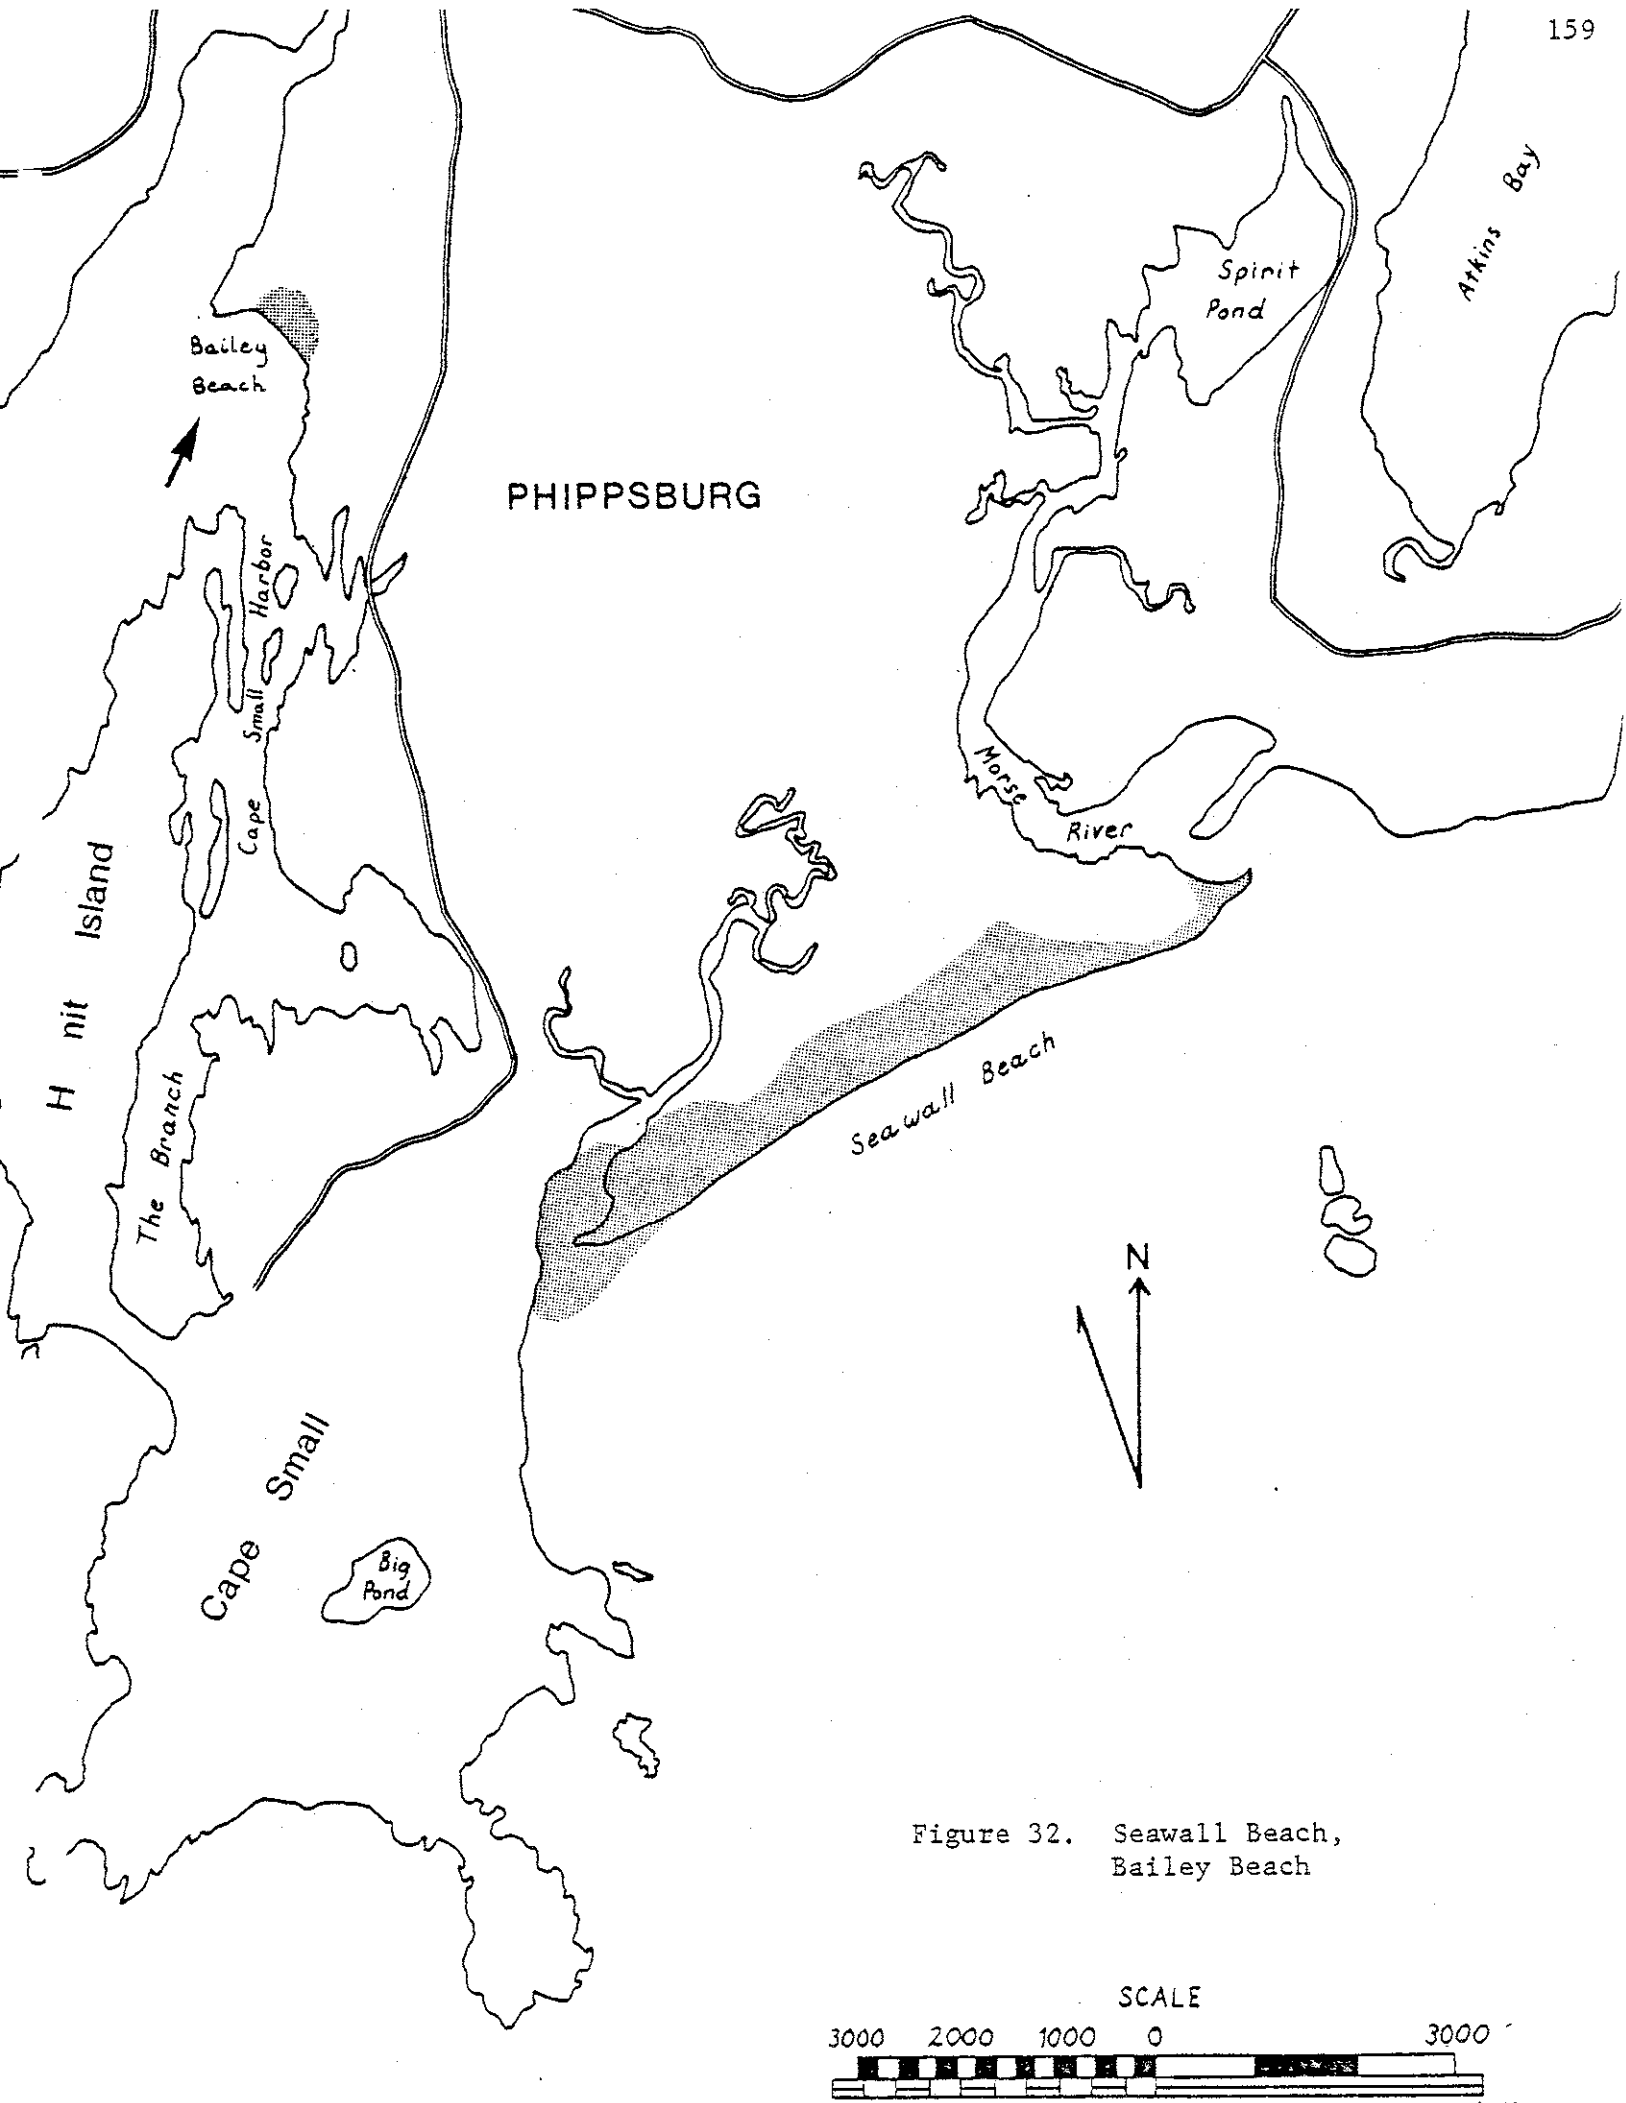 159
Atkins Bay
Spirit
Pond
Bailey
Beach
PHIPPSBURG
Cape Small Harbor
Morse
River
H nit Island
The Branch
Seawall Beach
N
Cape Small
Big
Pond
Figure 32. Seawall Beach,
Bailey Beach
SCALE
3000 2000 1000 0 3000